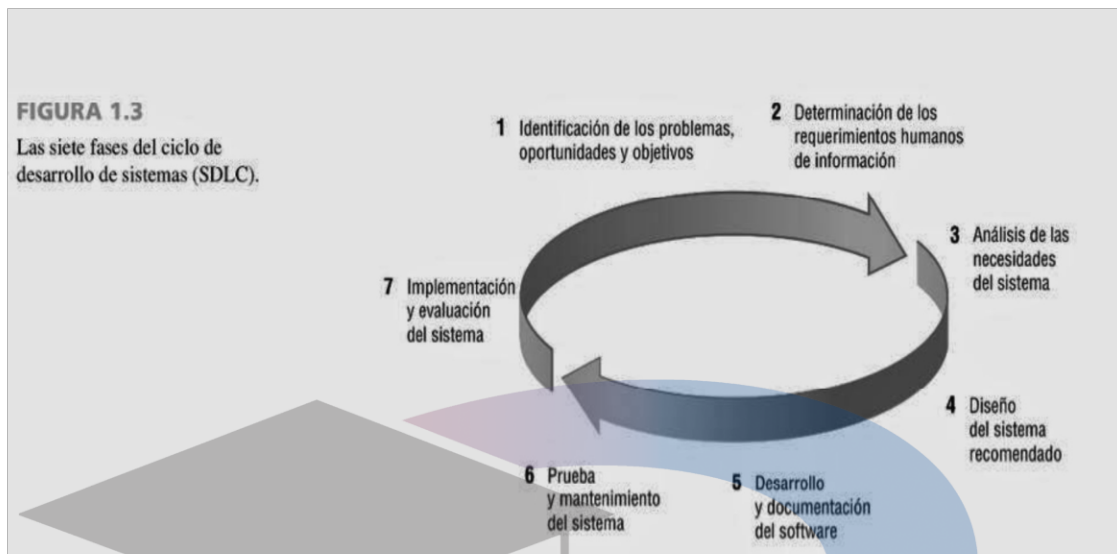 FIGURA 1.3
Las siete fases del ciclo de
desarrollo de sistemas (SDLC).
1 Identificación de los problemas,
oportunidades y objetivos
2 Determinación de los
requerimientos humanos
de información
3 Análisis de las
necesidades
del sistema
4 Diseño
del sistema
recomendado
5 Desarrollo
y documentación
del software
6 Prueba
y mantenimiento
del sistema
7 Implementación
y evaluación
del sistema